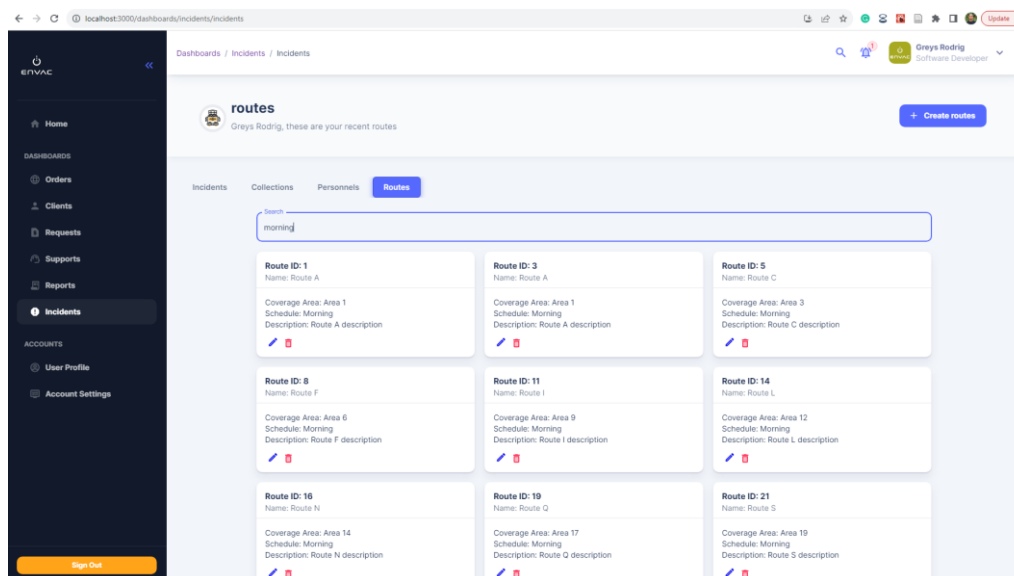 localhost:3000/dashboards/incidents/incidents
Update
ENVAC
Dashboards / Incidents / Incidents
1
ENVAC
Greys Rodrig
Software Developer
Home
DASHBOARDS
Orders
Clients
Requests
Supports
Reports
Incidents
ACCOUNTS
User Profile
Account Settings
Sign Out
routes
Greys Rodrig, these are your recent routes
+ Create routes
Incidents
Collections
Personnels
Routes
Search
morning
Route ID: 1
Name: Route A
Coverage Area: Area 1
Schedule: Morning
Description: Route A description
Route ID: 3
Name: Route A
Coverage Area: Area 1
Schedule: Morning
Description: Route A description
Route ID: 5
Name: Route C
Coverage Area: Area 3
Schedule: Morning
Description: Route C description
Route ID: 8
Name: Route F
Coverage Area: Area 6
Schedule: Morning
Description: Route F description
Route ID: 11
Name: Route I
Coverage Area: Area 9
Schedule: Morning
Description: Route I description
Route ID: 14
Name: Route L
Coverage Area: Area 12
Schedule: Morning
Description: Route L description
Route ID: 16
Name: Route N
Coverage Area: Area 14
Schedule: Morning
Description: Route N description
Route ID: 19
Name: Route Q
Coverage Area: Area 17
Schedule: Morning
Description: Route Q description
Route ID: 21
Name: Route S
Coverage Area: Area 19
Schedule: Morning
Description: Route S description